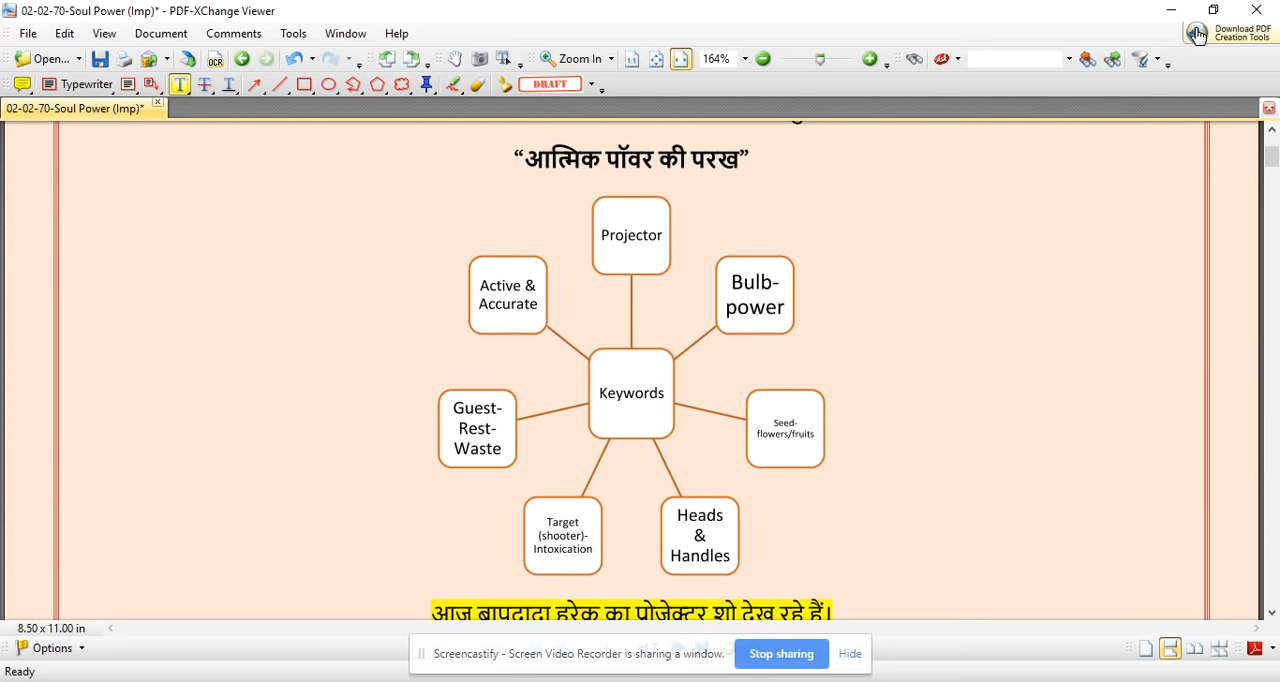 02-02-70-Soul Power (Imp)* - PDF-XChange Viewer
File Edit View Document Comments Tools Window Help
Download PDF
Creation Tools
Open...
OCR
Zoom In
164%
Typewriter
DRAFT
02-02-70-Soul Power (Imp)*
“आत्मिक पॉवर की परख”
Projector
Active &
Accurate
Bulb-
power
Keywords
Guest-
Rest-
Waste
Seed-
flowers/fruits
Target
(shooter)-
Intoxication
Heads
&
Handles
आज बापदादा हरेक का प्रोजेक्टर शो देख रहे हैं।
8.50 x 11.00 in
Options
Screencastify - Screen Video Recorder is sharing a window.
Stop sharing
Hide
Ready